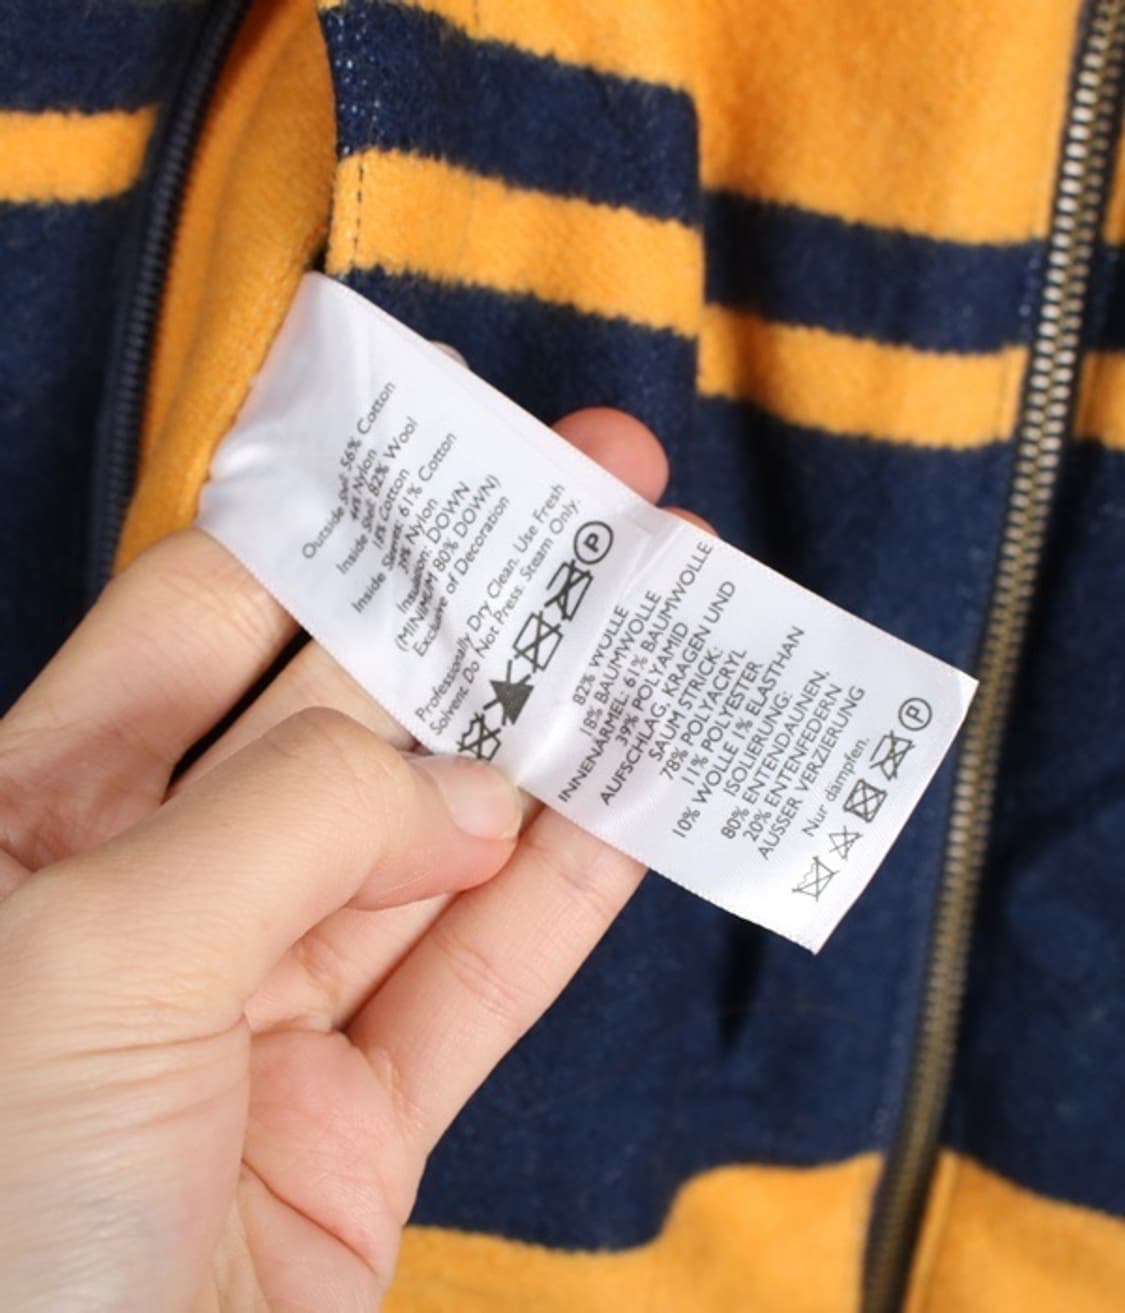 Outside Shell: 56% Cotton
44% Nylon
Inside Shell: 82% Wool
18% Cotton
Inside Sleeve: 61% Cotton
39% Nylon
Insulation: DOWN
(MINIMUM 80% DOWN)
Exclusive of Decoration
Professionally Dry Clean. Use Fresh
Solvent. Do Not Press. Steam Only.
P
82% WOLLE
18% BAUMWOLLE
INNENÄRMEL: 61% BAUMWOLLE
39% POLYAMID
AUFSCHLAG, KRAGEN UND
SAUM STRICK:
78% POLYACRYL
11% POLYESTER
10% WOLLE 1% ELASTHAN
ISOLIERUNG:
80% ENTENDAUNEN,
20% ENTENFEDERN
AUSSER VERZIERUNG
Nur dämpfen.
P